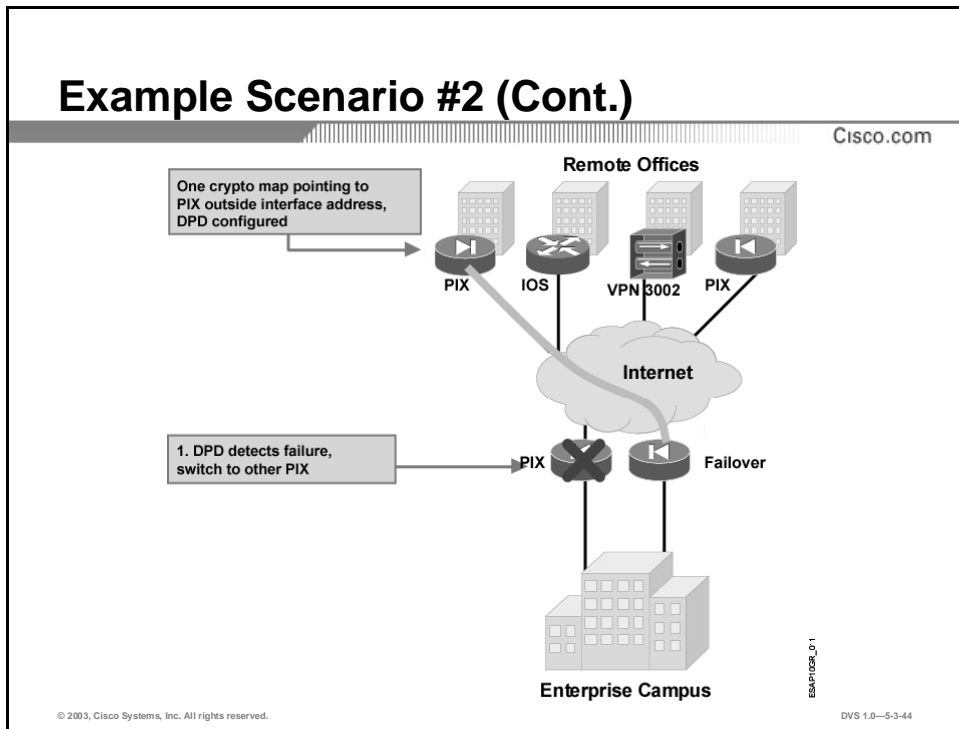 Example Scenario #2 (Cont.)
Cisco.com
Remote Offices
One crypto map pointing to
PIX outside interface address,
DPD configured
PIX
IOS
VPN 3002
PIX
Internet
1. DPD detects failure,
switch to other PIX
PIX
Failover
Enterprise Campus
ESAP10GR_011
© 2003, Cisco Systems, Inc. All rights reserved.
DVS 1.0—5-3-44